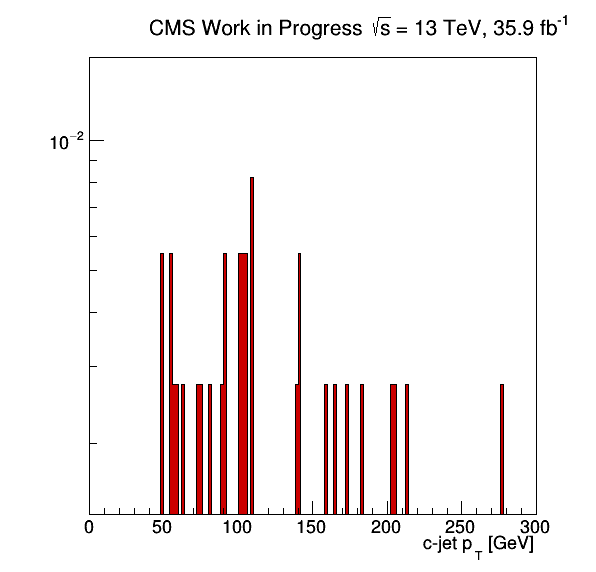 CMS Work in Progress √s = 13 TeV, 35.9 fb⁻¹
10⁻²
0 50 100 150 200 250 300
c-jet p_T [GeV]